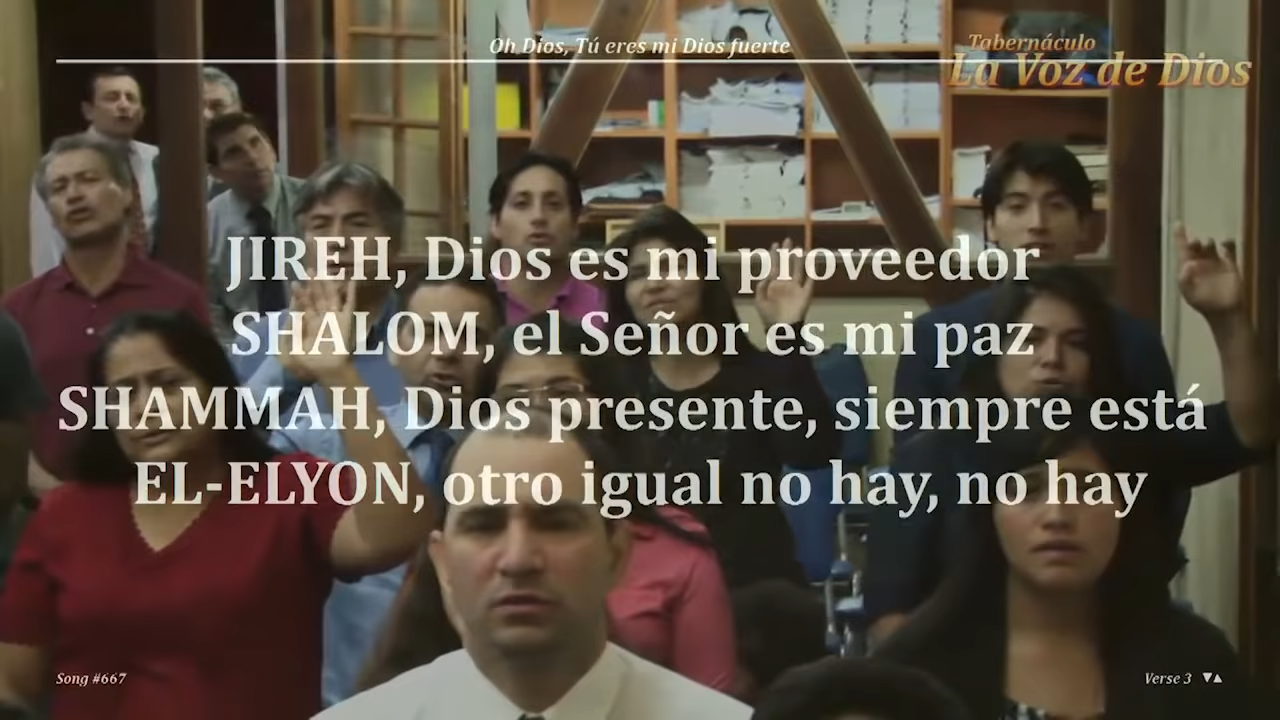 Oh Dios, Tú eres mi Dios fuerte
Tabernáculo
La Voz de Dios
JIREH, Dios es mi proveedor
SHALOM, el Señor es mi paz
SHAMMAH, Dios presente, siempre está
EL-ELYON, otro igual no hay, no hay
Song #667
Verse 3 ▼▲